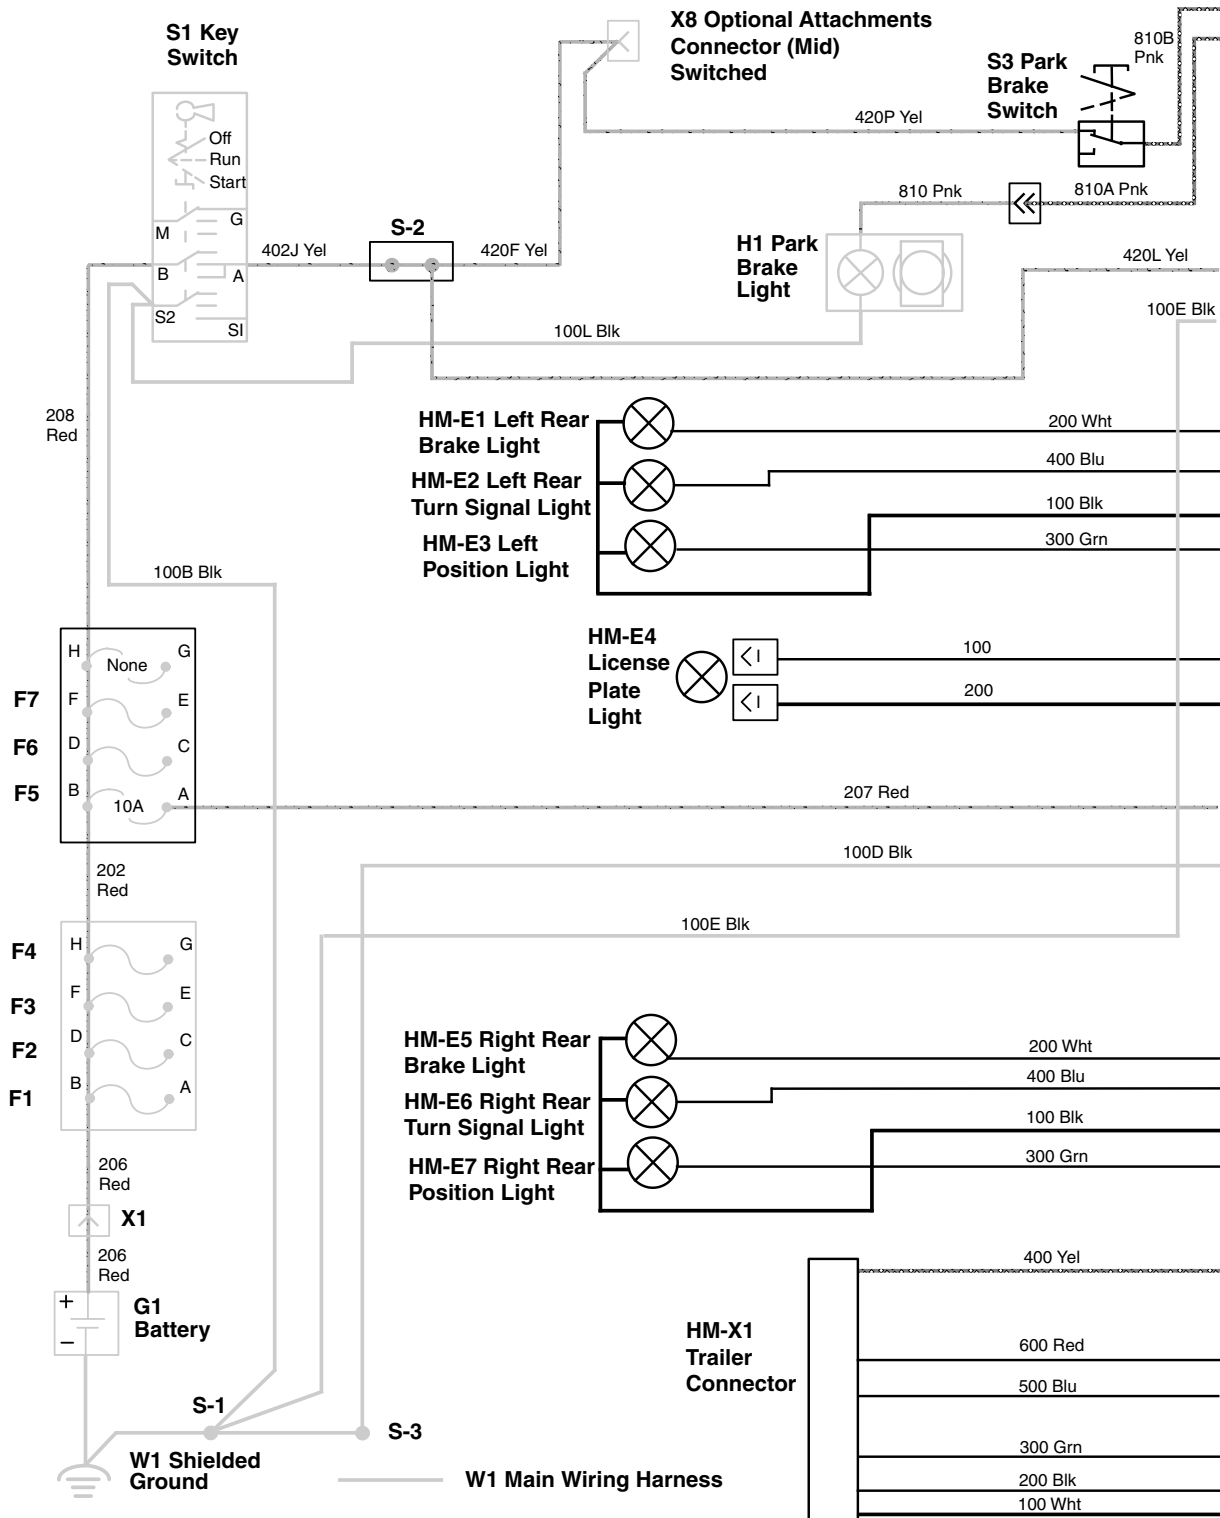 S1 Key
Switch
X8 Optional Attachments
Connector (Mid)
Switched
810B
Pnk
S3 Park
Brake
Switch
420P Yel
Off
Run
Start
M
G
B
A
S2
SI
402J Yel
S-2
420F Yel
810 Pnk
810A Pnk
H1 Park
Brake
Light
420L Yel
100E Blk
100L Blk
208
Red
HM-E1 Left Rear
Brake Light
200 Wht
HM-E2 Left Rear
Turn Signal Light
400 Blu
100 Blk
HM-E3 Left
Position Light
300 Grn
100B Blk
HM-E4
License
Plate
Light
100
200
H
None
G
F7
F
E
F6
D
C
F5
B
10A
A
207 Red
202
Red
100D Blk
100E Blk
F4
H
G
F3
F
E
F2
D
C
F1
B
A
HM-E5 Right Rear
Brake Light
200 Wht
400 Blu
HM-E6 Right Rear
Turn Signal Light
100 Blk
HM-E7 Right Rear
Position Light
300 Grn
206
Red
X1
206
Red
+
−
G1
Battery
400 Yel
HM-X1
Trailer
Connector
600 Red
500 Blu
300 Grn
200 Blk
100 Wht
S-1
S-3
W1 Shielded
Ground
W1 Main Wiring Harness